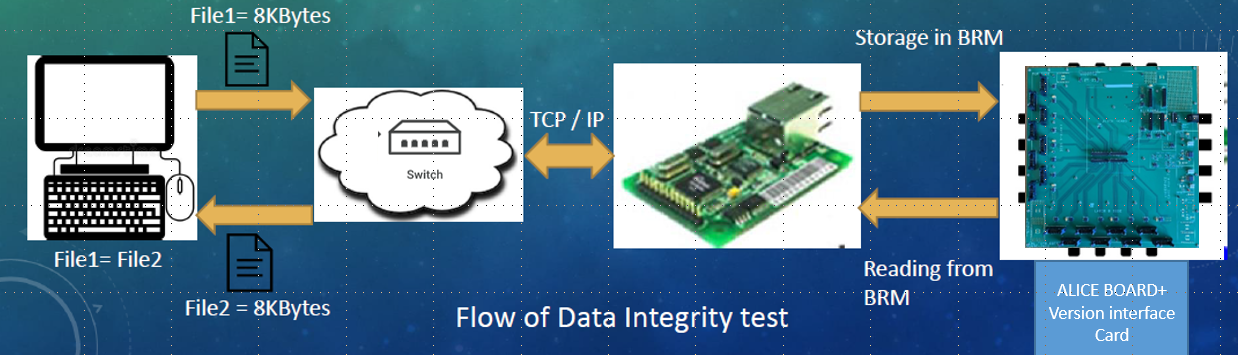 File1= 8KBytes
Storage in BRM
TCP / IP
Switch
File1= File2
File2 = 8KBytes
Reading from
BRM
Flow of Data Integrity test
ALICE BOARD+
Version interface
Card